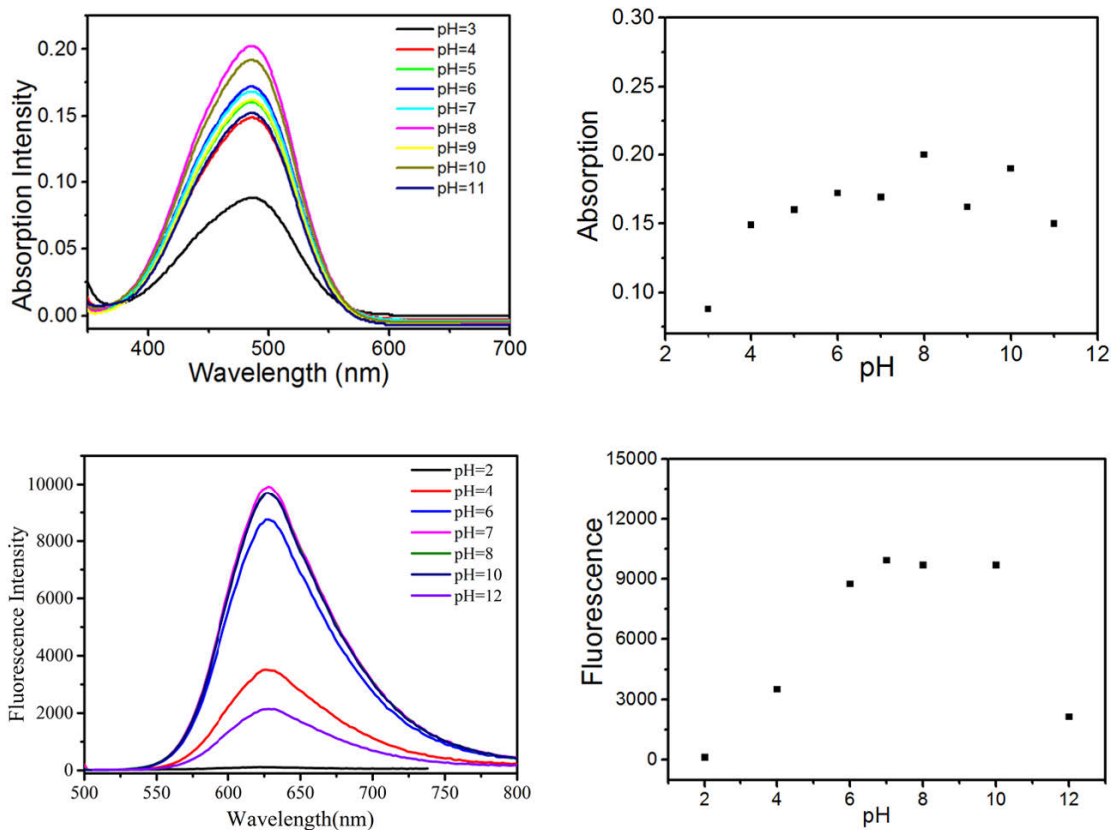 Absorption Intensity
0.20
0.15
0.10
0.05
0.00
400
500
600
700
Wavelength (nm)
pH=3
pH=4
pH=5
pH=6
pH=7
pH=8
pH=9
pH=10
pH=11
Absorption
0.30
0.25
0.20
0.15
0.10
2
4
6
8
10
12
pH
Fluorescence Intensity
10000
8000
6000
4000
2000
0
500
550
600
650
700
750
800
Wavelength(nm)
pH=2
pH=4
pH=6
pH=7
pH=8
pH=10
pH=12
Fluorescence
15000
12000
9000
6000
3000
0
2
4
6
8
10
12
pH